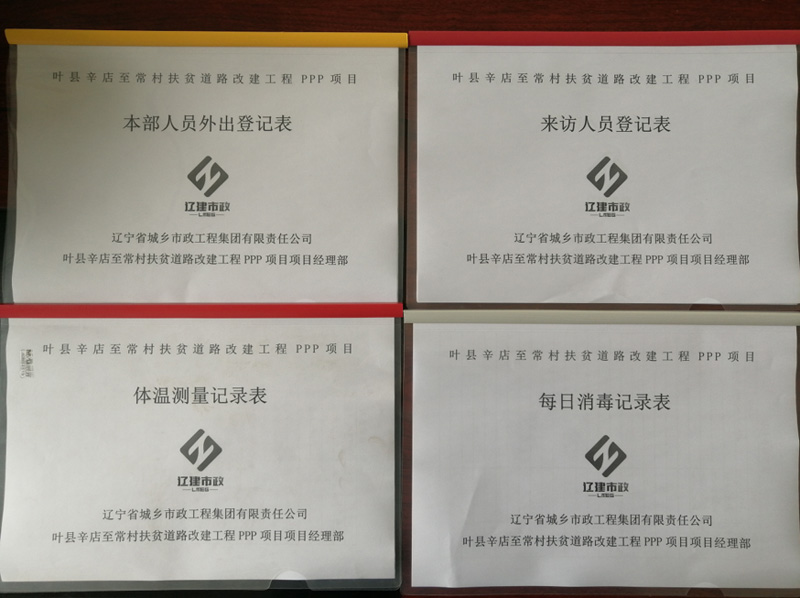 叶县辛店至常村扶贫道路改建工程 PPP 项目
本部人员外出登记表
辽建市政
辽宁省城乡市政工程集团有限责任公司
叶县辛店至常村扶贫道路改建工程 PPP 项目项目经理部
叶县辛店至常村扶贫道路改建工程 PPP 项目
来访人员登记表
辽建市政
辽宁省城乡市政工程集团有限责任公司
叶县辛店至常村扶贫道路改建工程 PPP 项目项目经理部
叶县辛店至常村扶贫道路改建工程 PPP 项目
体温测量记录表
辽建市政
辽宁省城乡市政工程集团有限责任公司
叶县辛店至常村扶贫道路改建工程 PPP 项目项目经理部
叶县辛店至常村扶贫道路改建工程 PPP 项目
每日消毒记录表
辽建市政
辽宁省城乡市政工程集团有限责任公司
叶县辛店至常村扶贫道路改建工程 PPP 项目项目经理部